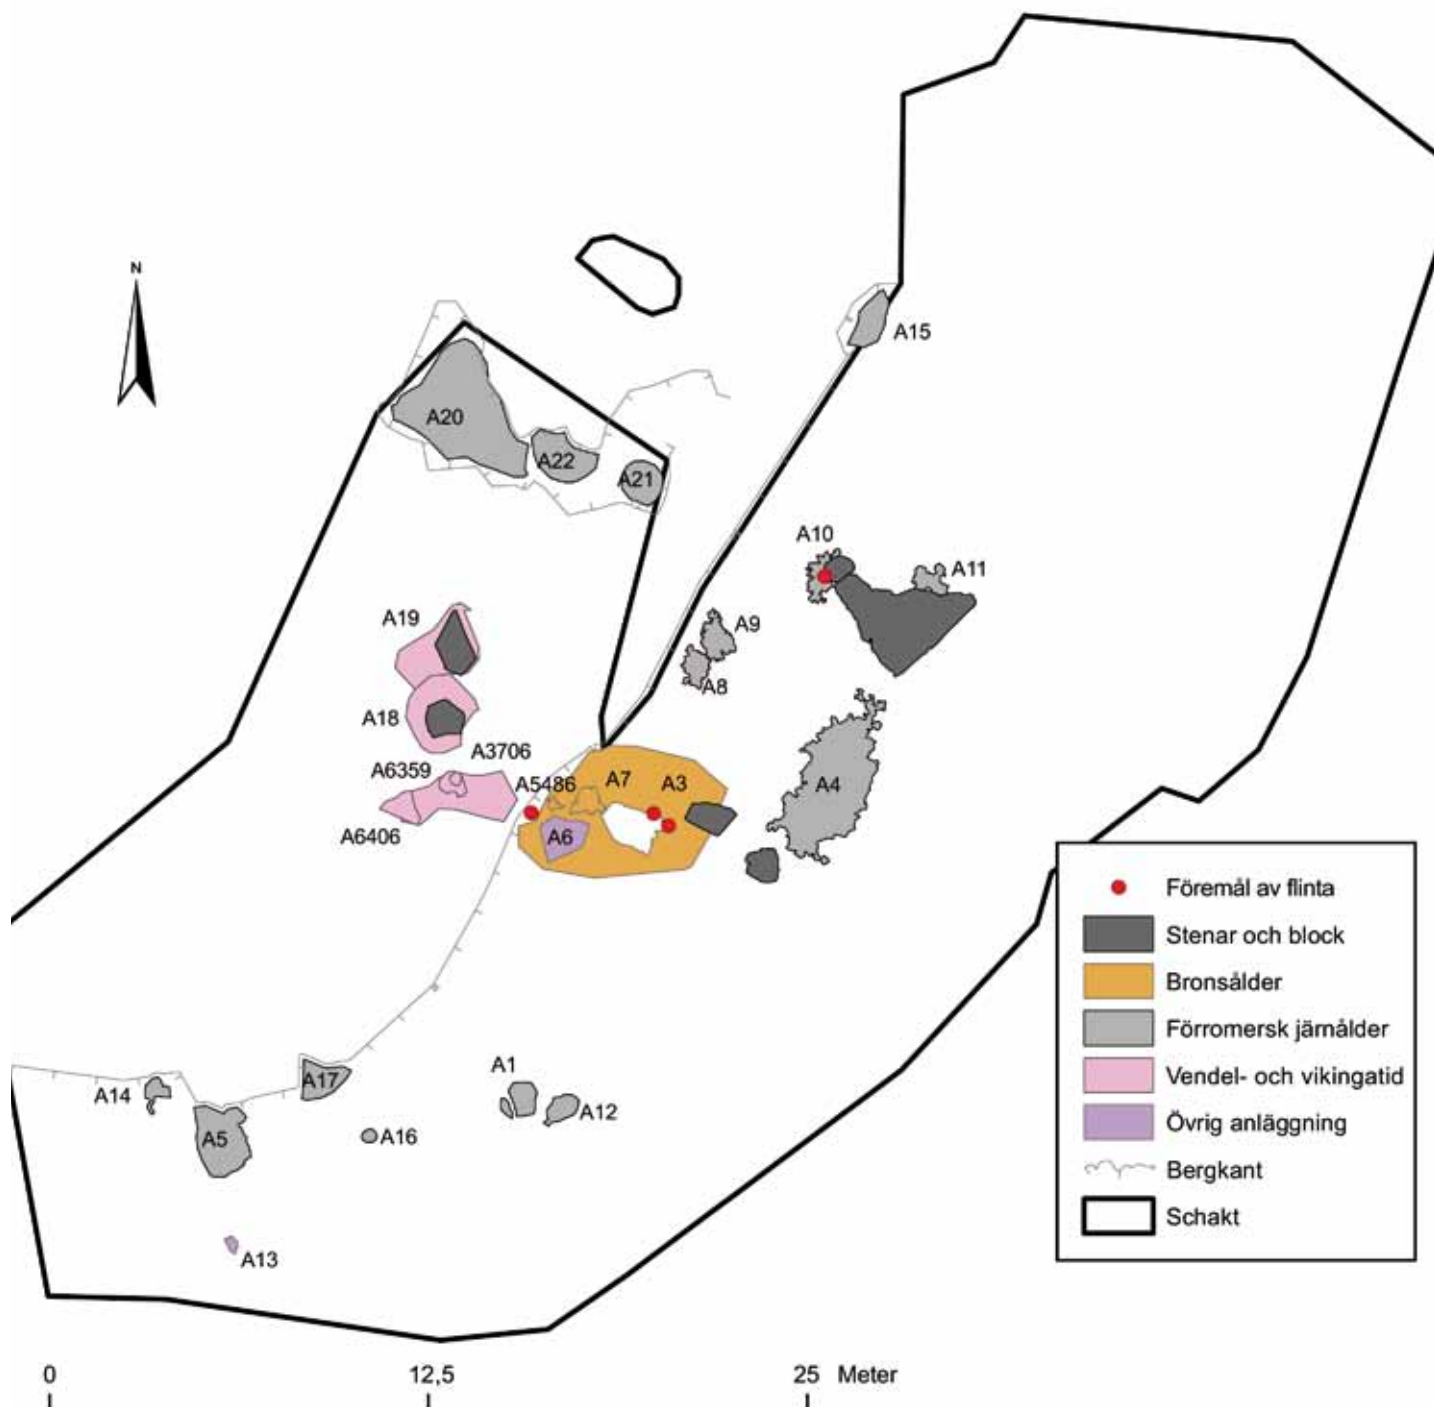 N
A15
A20
A22
A21
A10
A11
A19
A9
A8
A18
A3706
A6359
A5486
A7
A3
A4
A6406
A6
Föremål av flinta
Stenar och block
Bronsålder
Förromersk järnålder
Vendel- och vikingatid
Övrig anläggning
Bergkant
Schakt
A1
A17
A14
A12
A5
A16
A13
0 12,5 25 Meter